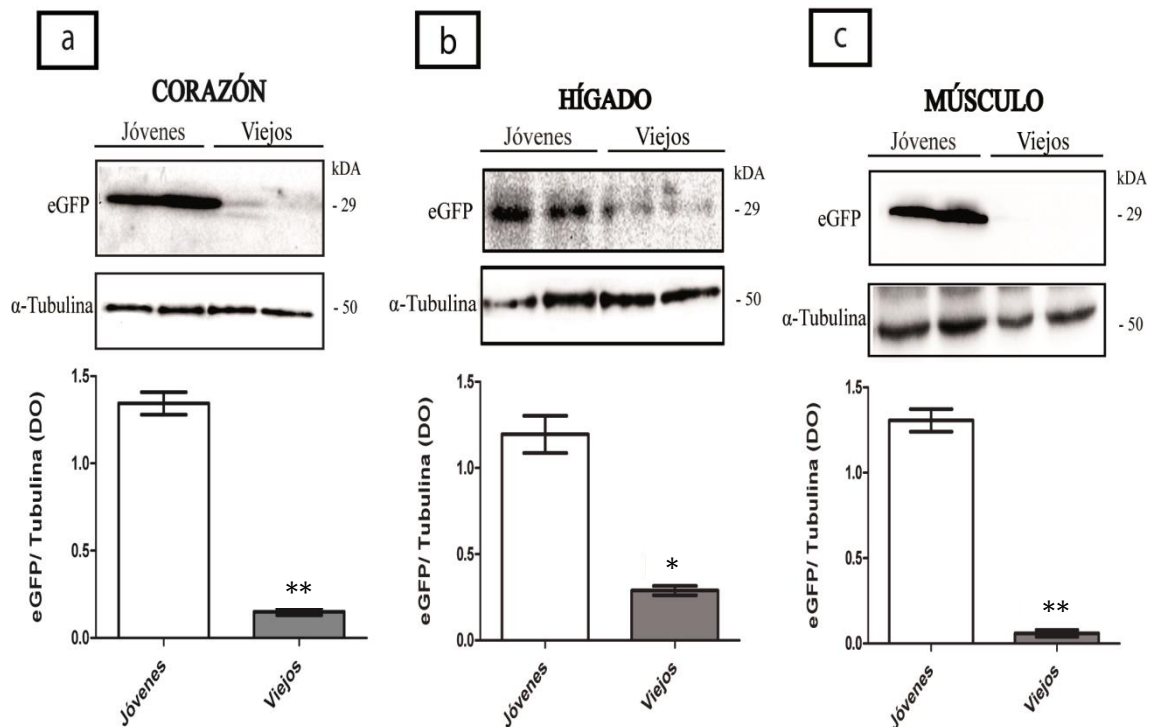 a
CORAZÓN
Jóvenes Viejos
kDA
eGFP
- 29
α-Tubulina
- 50
eGFP/ Tubulina (DO)
1.5
1.0
0.5
0.0
**
Jóvenes
Viejos
b
HÍGADO
Jóvenes Viejos
kDA
eGFP
- 29
α-Tubulina
- 50
eGFP/ Tubulina (DO)
1.5
1.0
0.5
0.0
*
Jóvenes
Viejos
c
MÚSCULO
Jóvenes Viejos
kDA
eGFP
- 29
α-Tubulina
- 50
eGFP/ Tubulina (DO)
1.5
1.0
0.5
0.0
**
Jóvenes
Viejos